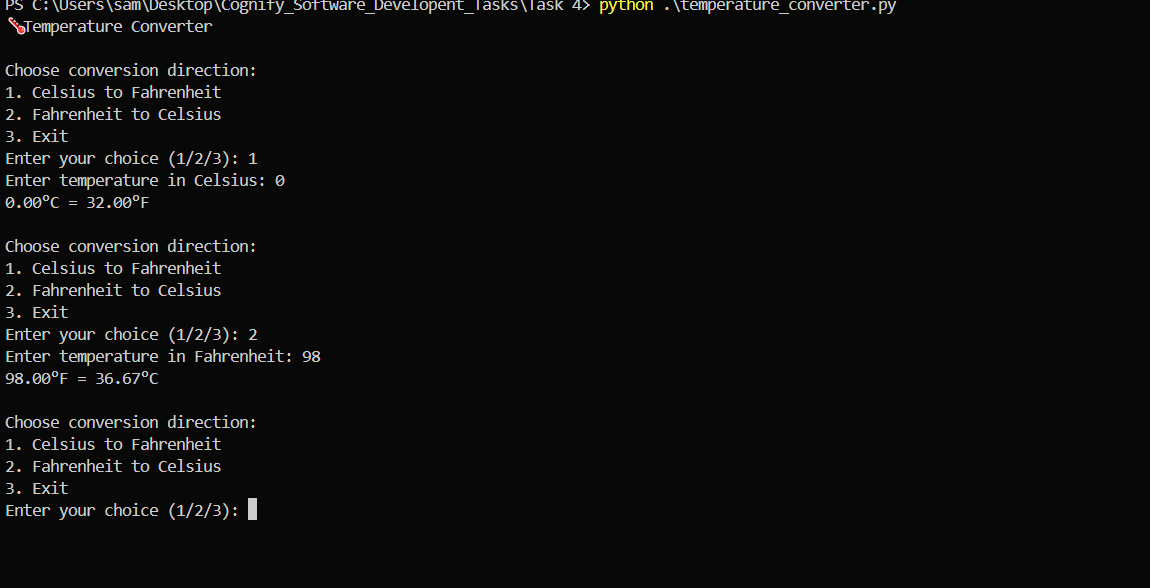 PS C:\Users\sam\Desktop\Cognify_Software_Developent_Tasks\Task 4> python .\temperature_converter.py
🌡️Temperature Converter
Choose conversion direction:
1. Celsius to Fahrenheit
2. Fahrenheit to Celsius
3. Exit
Enter your choice (1/2/3): 1
Enter temperature in Celsius: 0
0.00°C = 32.00°F
Choose conversion direction:
1. Celsius to Fahrenheit
2. Fahrenheit to Celsius
3. Exit
Enter your choice (1/2/3): 2
Enter temperature in Fahrenheit: 98
98.00°F = 36.67°C
Choose conversion direction:
1. Celsius to Fahrenheit
2. Fahrenheit to Celsius
3. Exit
Enter your choice (1/2/3):